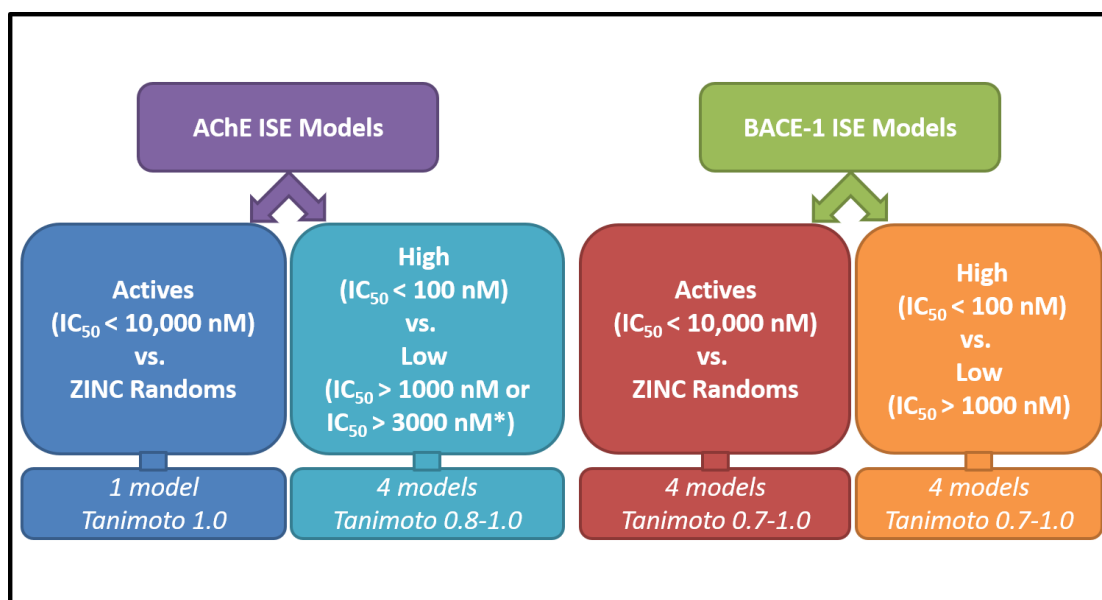 AChE ISE Models
Actives
(IC₅₀ < 10,000 nM)
vs.
ZINC Randoms
1 model
Tanimoto 1.0
High
(IC₅₀ < 100 nM)
vs.
Low
(IC₅₀ > 1000 nM or
IC₅₀ > 3000 nM*)
4 models
Tanimoto 0.8-1.0
BACE-1 ISE Models
Actives
(IC₅₀ < 10,000 nM)
vs.
ZINC Randoms
4 models
Tanimoto 0.7-1.0
High
(IC₅₀ < 100 nM)
vs.
Low
(IC₅₀ > 1000 nM)
4 models
Tanimoto 0.7-1.0